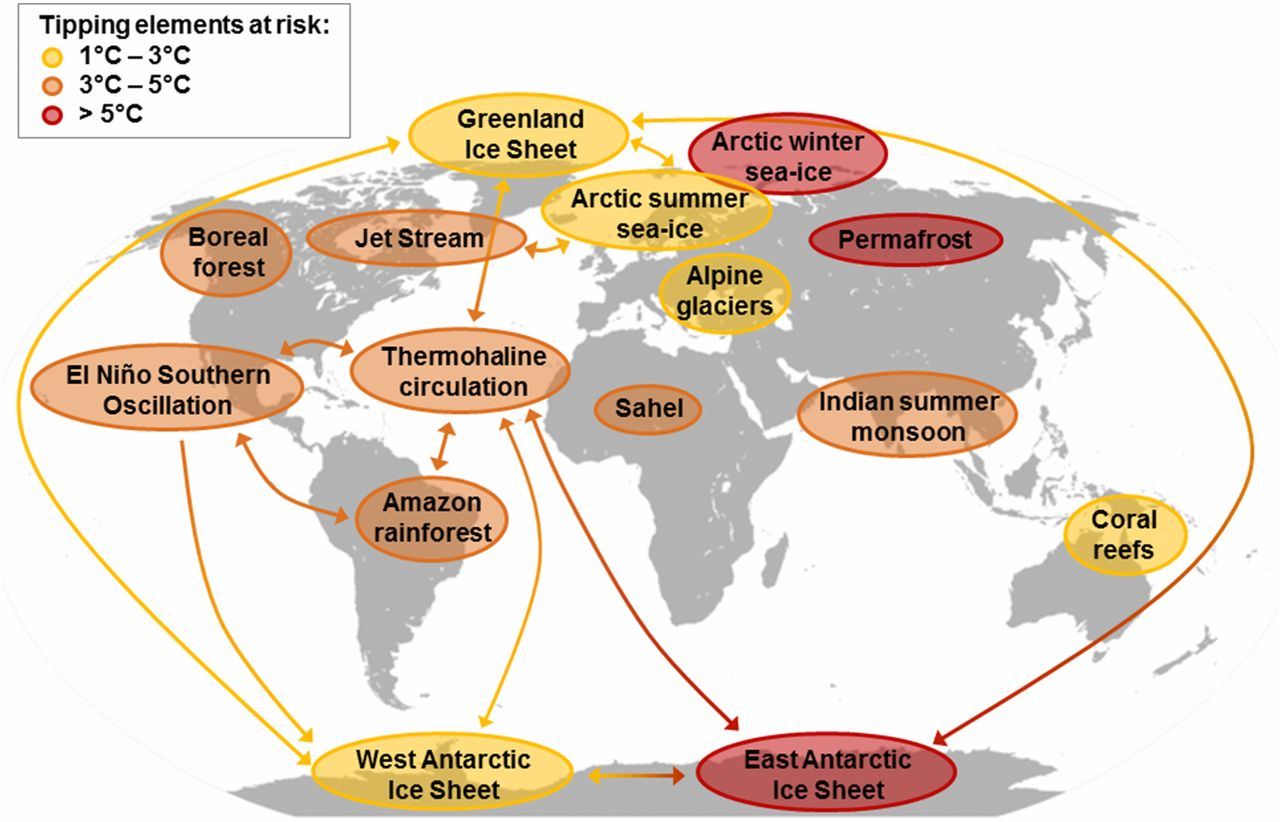 Tipping elements at risk:
1°C – 3°C
3°C – 5°C
> 5°C
Greenland
Ice Sheet
Arctic winter
sea-ice
Arctic summer
sea-ice
Boreal
forest
Jet Stream
Permafrost
Alpine
glaciers
El Niño Southern
Oscillation
Thermohaline
circulation
Sahel
Indian summer
monsoon
Amazon
rainforest
Coral
reefs
West Antarctic
Ice Sheet
East Antarctic
Ice Sheet